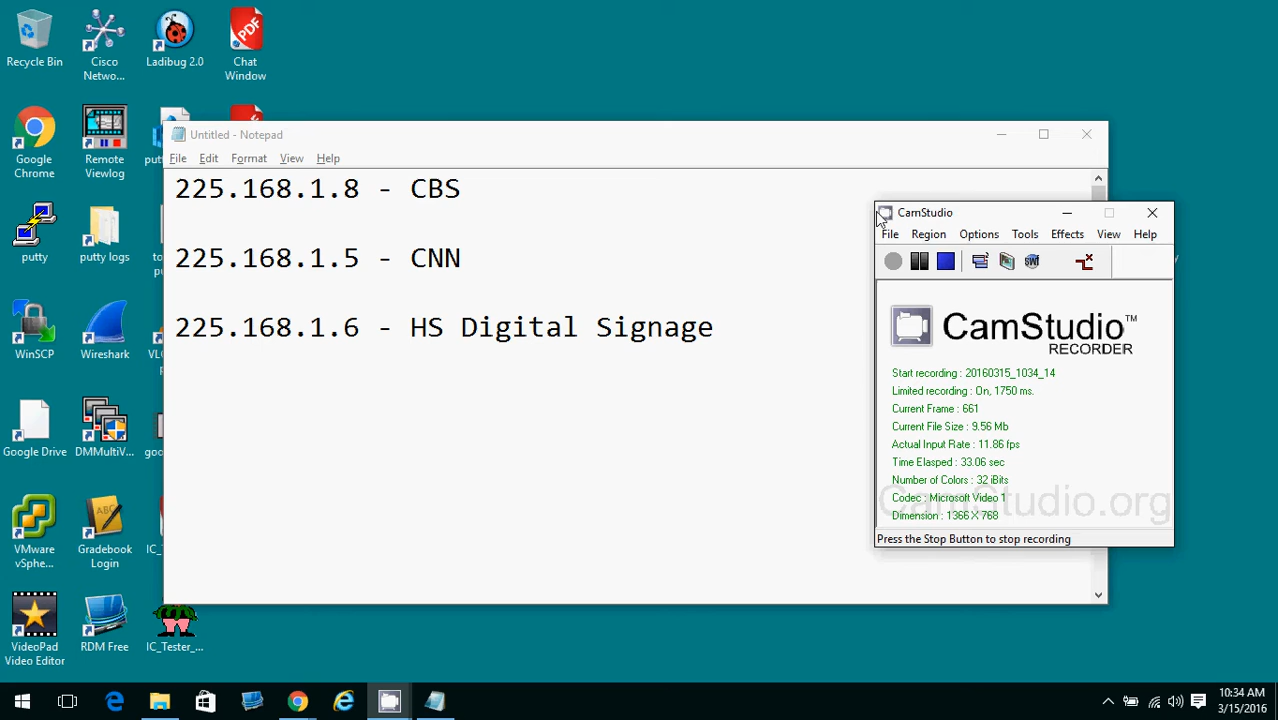 Recycle Bin
Cisco
Netwo...
Ladibug 2.0
PDF
Chat
Window
Google
Chrome
Remote
Viewlog
putty
putty logs
WinSCP
Wireshark
Google Drive
DMMultiV...
VMware
vSphe...
Gradebook
Login
VideoPad
Video Editor
RDM Free
IC_Tester_...
Untitled - Notepad
File Edit Format View Help
225.168.1.8 - CBS
225.168.1.5 - CNN
225.168.1.6 - HS Digital Signage
CamStudio
File Region Options Tools Effects View Help
SWF
CamStudio™
RECORDER
Start recording : 20160315_1034_14
Limited recording : On, 1750 ms.
Current Frame : 661
Current File Size : 9.56 Mb
Actual Input Rate : 11.86 fps
Time Elasped : 33.06 sec
Number of Colors : 32 iBits
Codec : Microsoft Video 1
Dimension : 1366 X 768
CamStudio.org
Press the Stop Button to stop recording
10:34 AM
3/15/2016